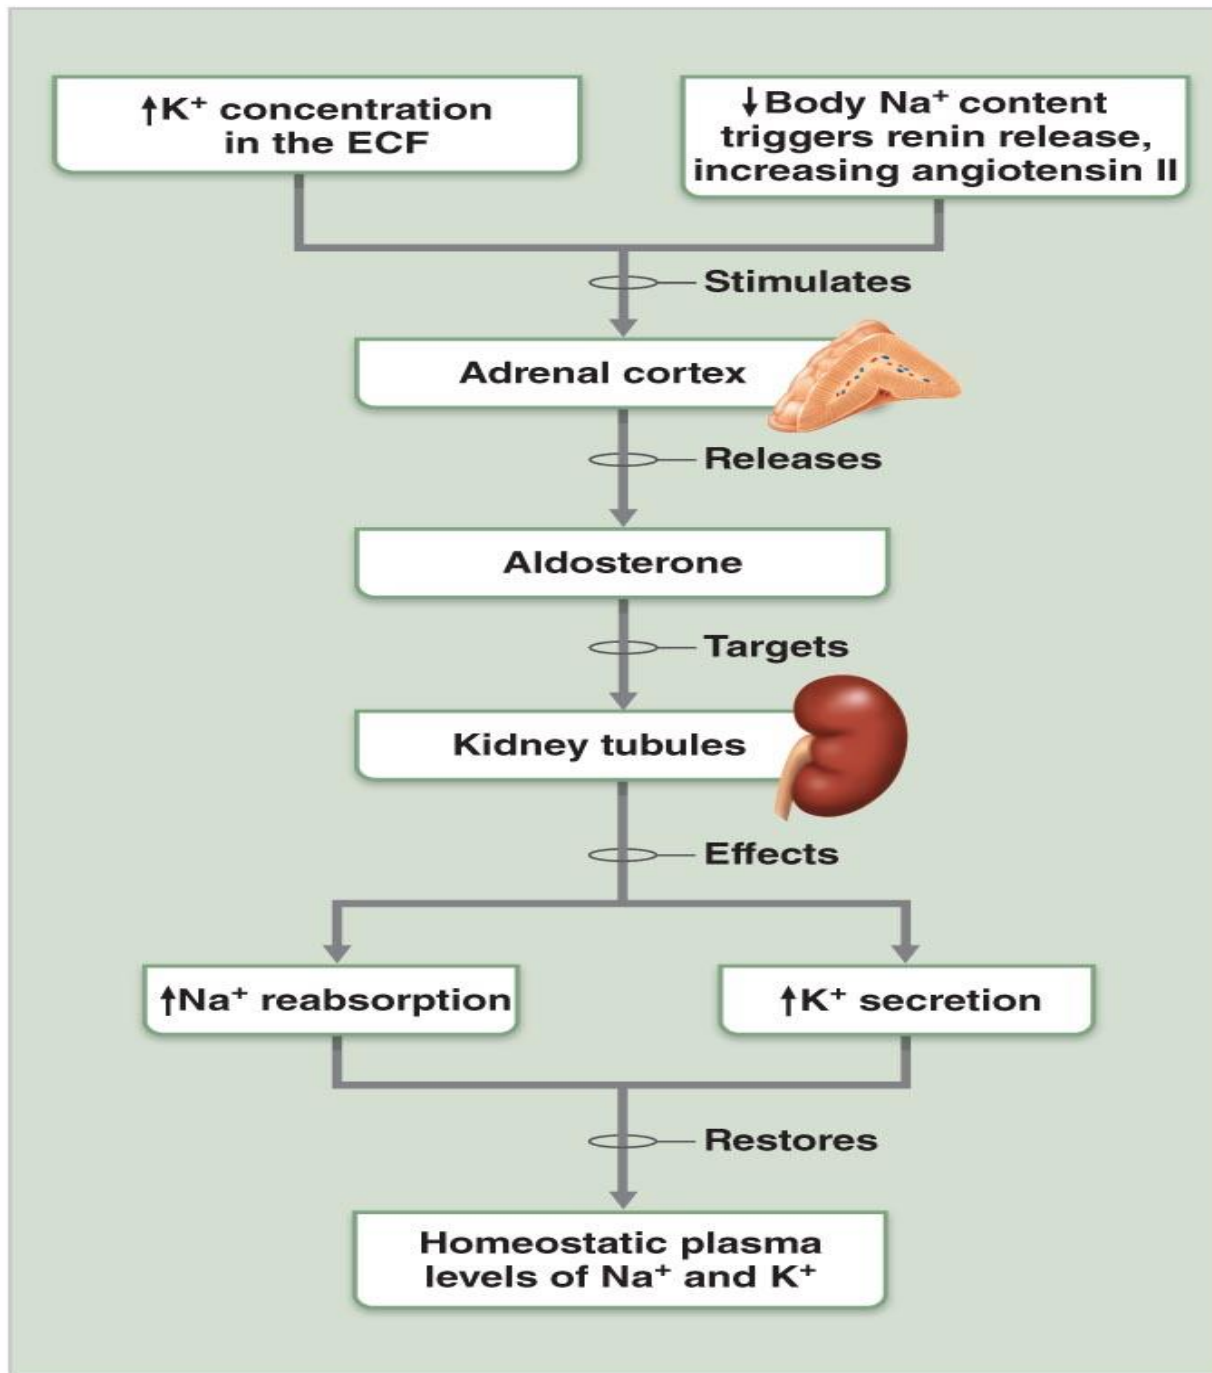 ↑K⁺ concentration
in the ECF
↓Body Na⁺ content
triggers renin release,
increasing angiotensin II
Stimulates
Adrenal cortex
Releases
Aldosterone
Targets
Kidney tubules
Effects
↑Na⁺ reabsorption
↑K⁺ secretion
Restores
Homeostatic plasma
levels of Na⁺ and K⁺